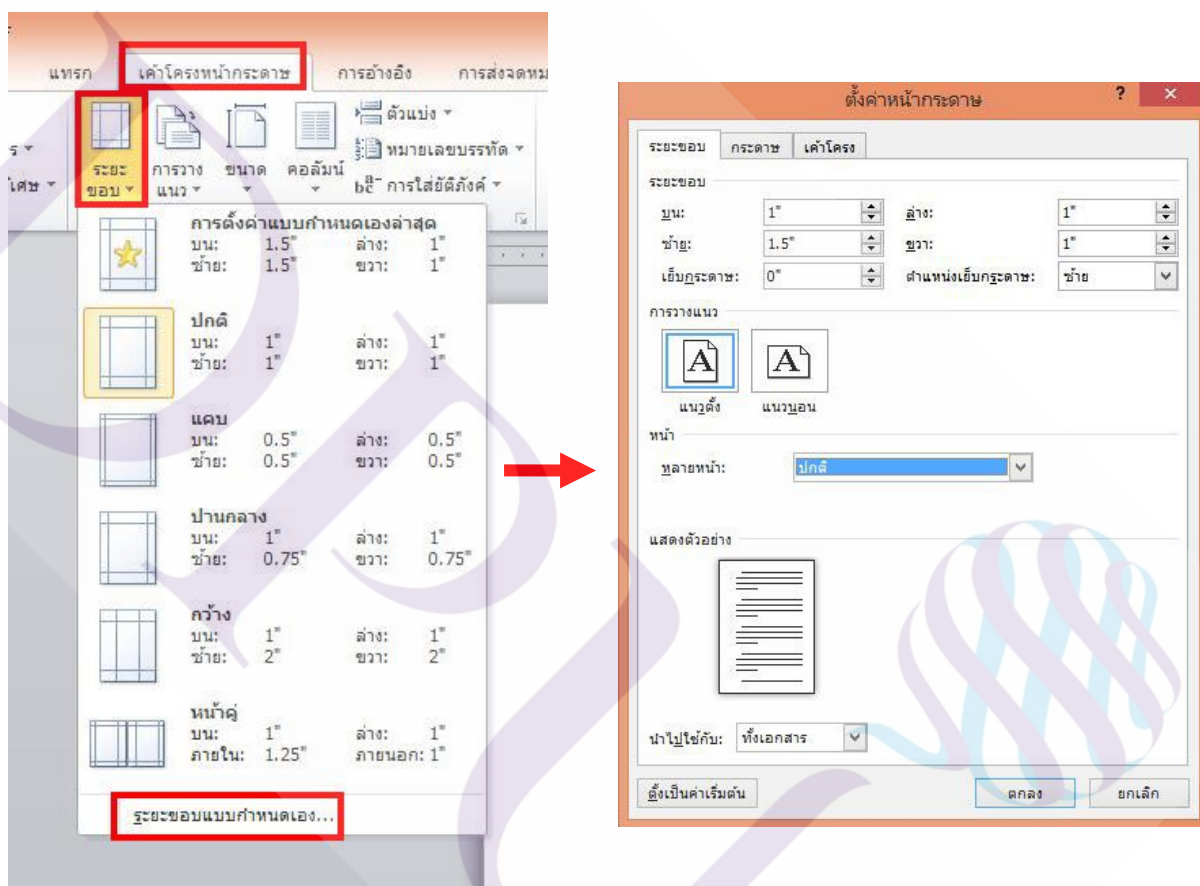 แทรก เค้าโครงหน้ากระดาษ การอ้างอิง การส่งจดหม
ตัวแบ่ง
หมายเลขบรรทัด
การใส่ยัติภังค์
ระยะขอบ การวางแนว ขนาด คอลัมน์
การตั้งค่าแบบกำหนดเองล่าสุด
บน: 1.5" ล่าง: 1"
ซ้าย: 1.5" ขวา: 1"
ปกติ
บน: 1" ล่าง: 1"
ซ้าย: 1" ขวา: 1"
แคบ
บน: 0.5" ล่าง: 0.5"
ซ้าย: 0.5" ขวา: 0.5"
ปานกลาง
บน: 1" ล่าง: 1"
ซ้าย: 0.75" ขวา: 0.75"
กว้าง
บน: 1" ล่าง: 1"
ซ้าย: 2" ขวา: 2"
หน้าคู่
บน: 1" ล่าง: 1"
ภายใน: 1.25" ภายนอก: 1"
ระยะขอบแบบกำหนดเอง...
ตั้งค่าหน้ากระดาษ ? ×
ระยะขอบ กระดาษ เค้าโครง
ระยะขอบ
บน: 1" ล่าง: 1"
ซ้าย: 1.5" ขวา: 1"
เย็บกระดาษ: 0" ตำแหน่งเย็บกระดาษ: ซ้าย
การวางแนว
A A
แนวตั้ง แนวนอน
หน้า
หลายหน้า: ปกติ
แสดงตัวอย่าง
นำไปใช้กับ: ทั้งเอกสาร
ตั้งเป็นค่าเริ่มต้น ตกลง ยกเลิก